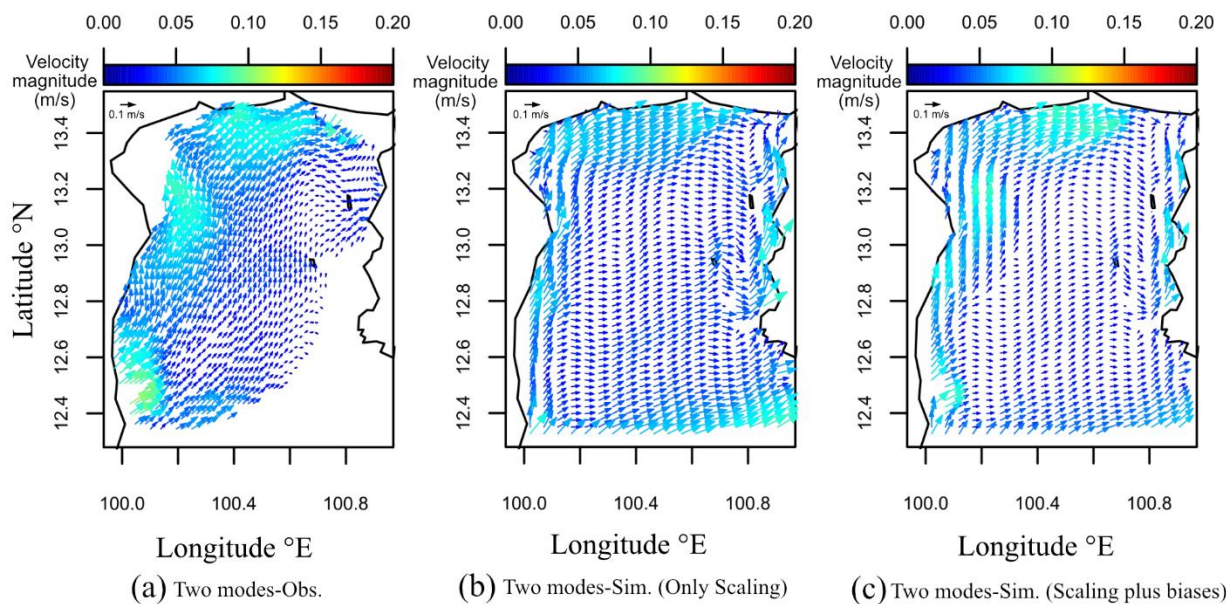 0.00 0.05 0.10 0.15 0.20 0.00 0.05 0.10 0.15 0.20 0.00 0.05 0.10 0.15 0.20
Velocity magnitude (m/s) Velocity magnitude (m/s) Velocity magnitude (m/s)
0.1 m/s 0.1 m/s 0.1 m/s
Latitude °N
13.4 13.4 13.4
13.2 13.2 13.2
13.0 13.0 13.0
12.8 12.8 12.8
12.6 12.6 12.6
12.4 12.4 12.4
100.0 100.4 100.8 100.0 100.4 100.8 100.0 100.4 100.8
Longitude °E Longitude °E Longitude °E
(a) Two modes-Obs. (b) Two modes-Sim. (Only Scaling) (c) Two modes-Sim. (Scaling plus biases)